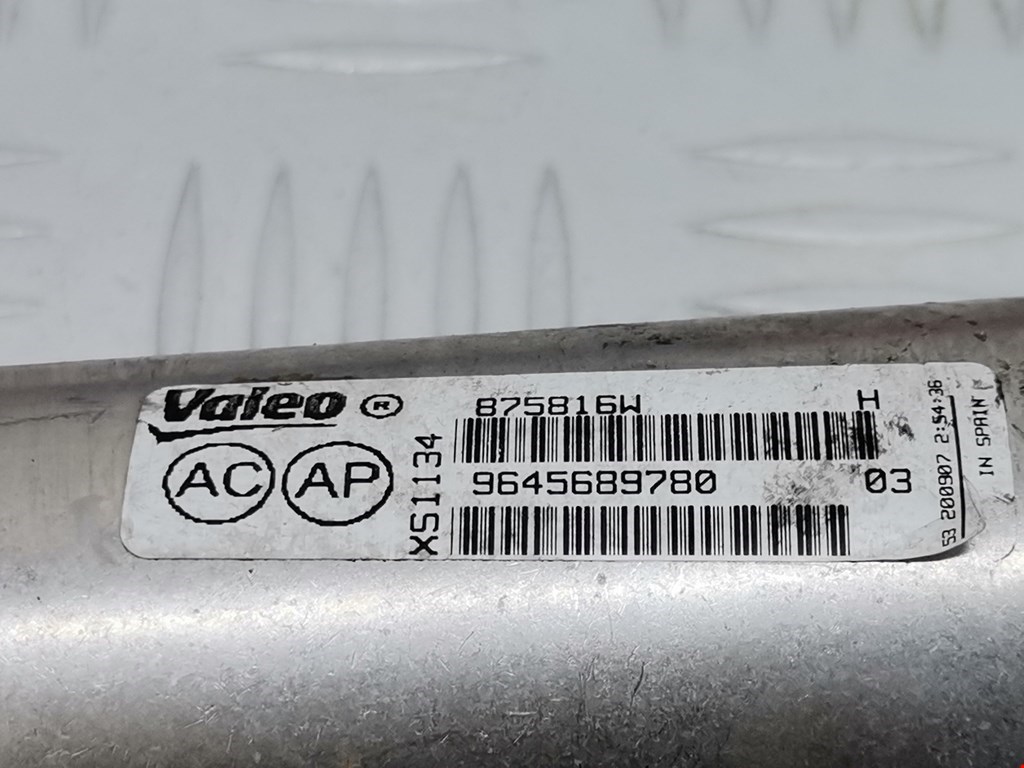 Valeo ®
AC AP
XS1134
875816W H
9645689780 03
53 200907 2:54:36
IN SPAIN